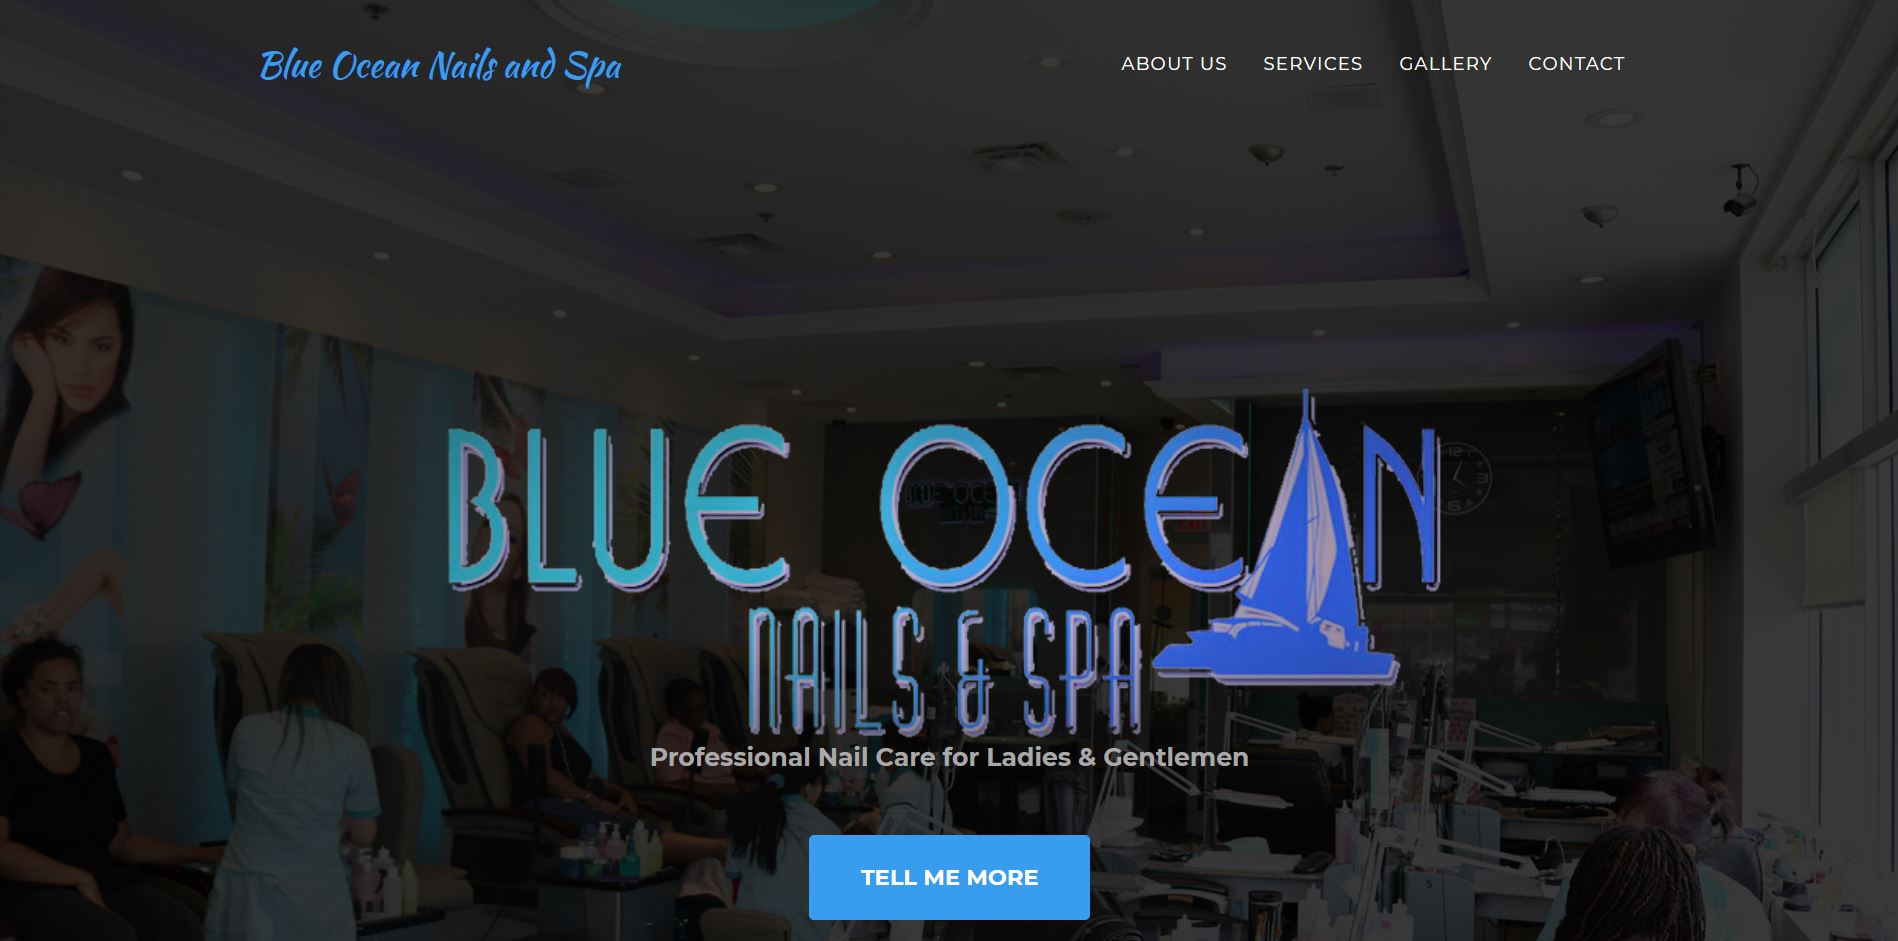 Blue Ocean Nails and Spa
ABOUT US SERVICES GALLERY CONTACT
BLUE OCEAN
NAILS & SPA
Professional Nail Care for Ladies & Gentlemen
TELL ME MORE